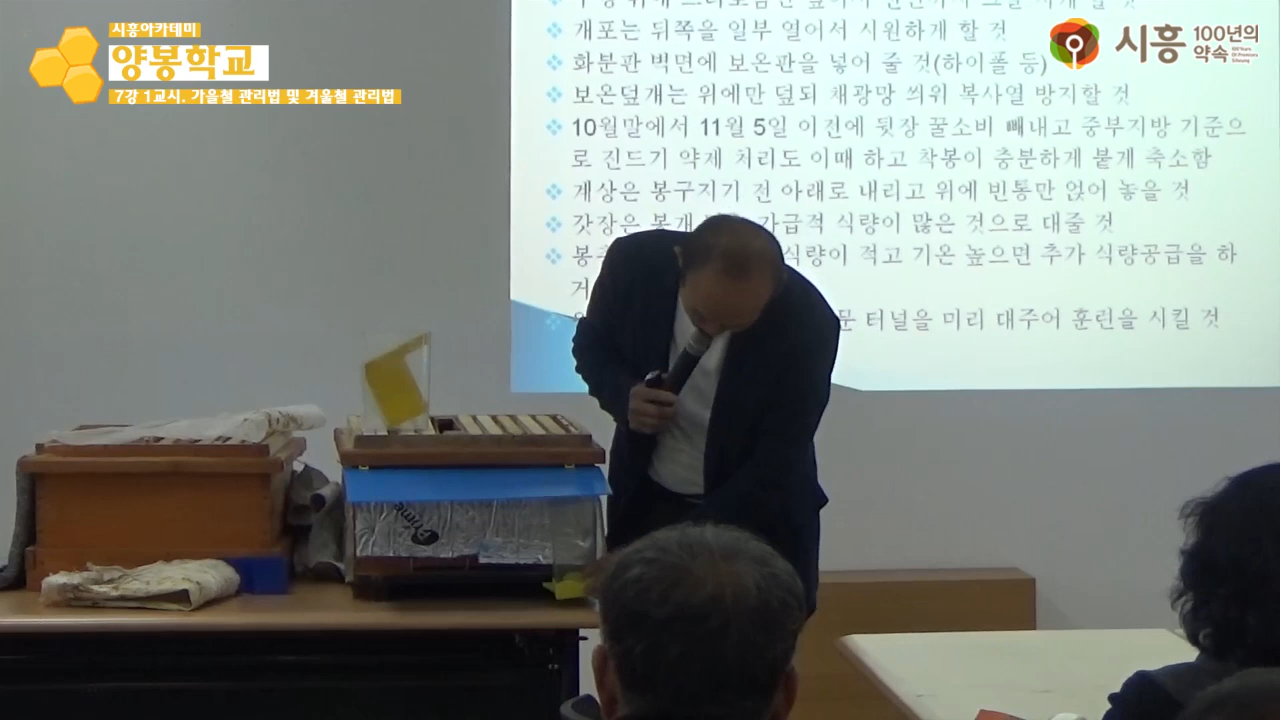 시흥아카데미
양봉학교
7강 1교시. 가을철 관리법 및 겨울철 관리법
시흥 100년의 약속
개포는 뒤쪽을 일부 열어서 시원하게 할 것
화분판 벽면에 보온판을 넣어 줄 것(하이폴 등)
보온덮개는 위에만 덮되 채광망 씌워 복사열 방지할 것
10월말에서 11월 5일 이전에 뒷장 꿀소비 빼내고 중부지방 기준으
로 진드기 약제 처리도 이때 하고 착봉이 충분하게 붙게 축소함
계상은 봉구지기 전 아래로 내리고 위에 빈통만 얹어 놓을 것
갓장은 봉개 가급적 식량이 많은 것으로 대줄 것
식량이 적고 기온 높으면 추가 식량공급을 하
거
문 터널을 미리 대주어 훈련을 시킬 것